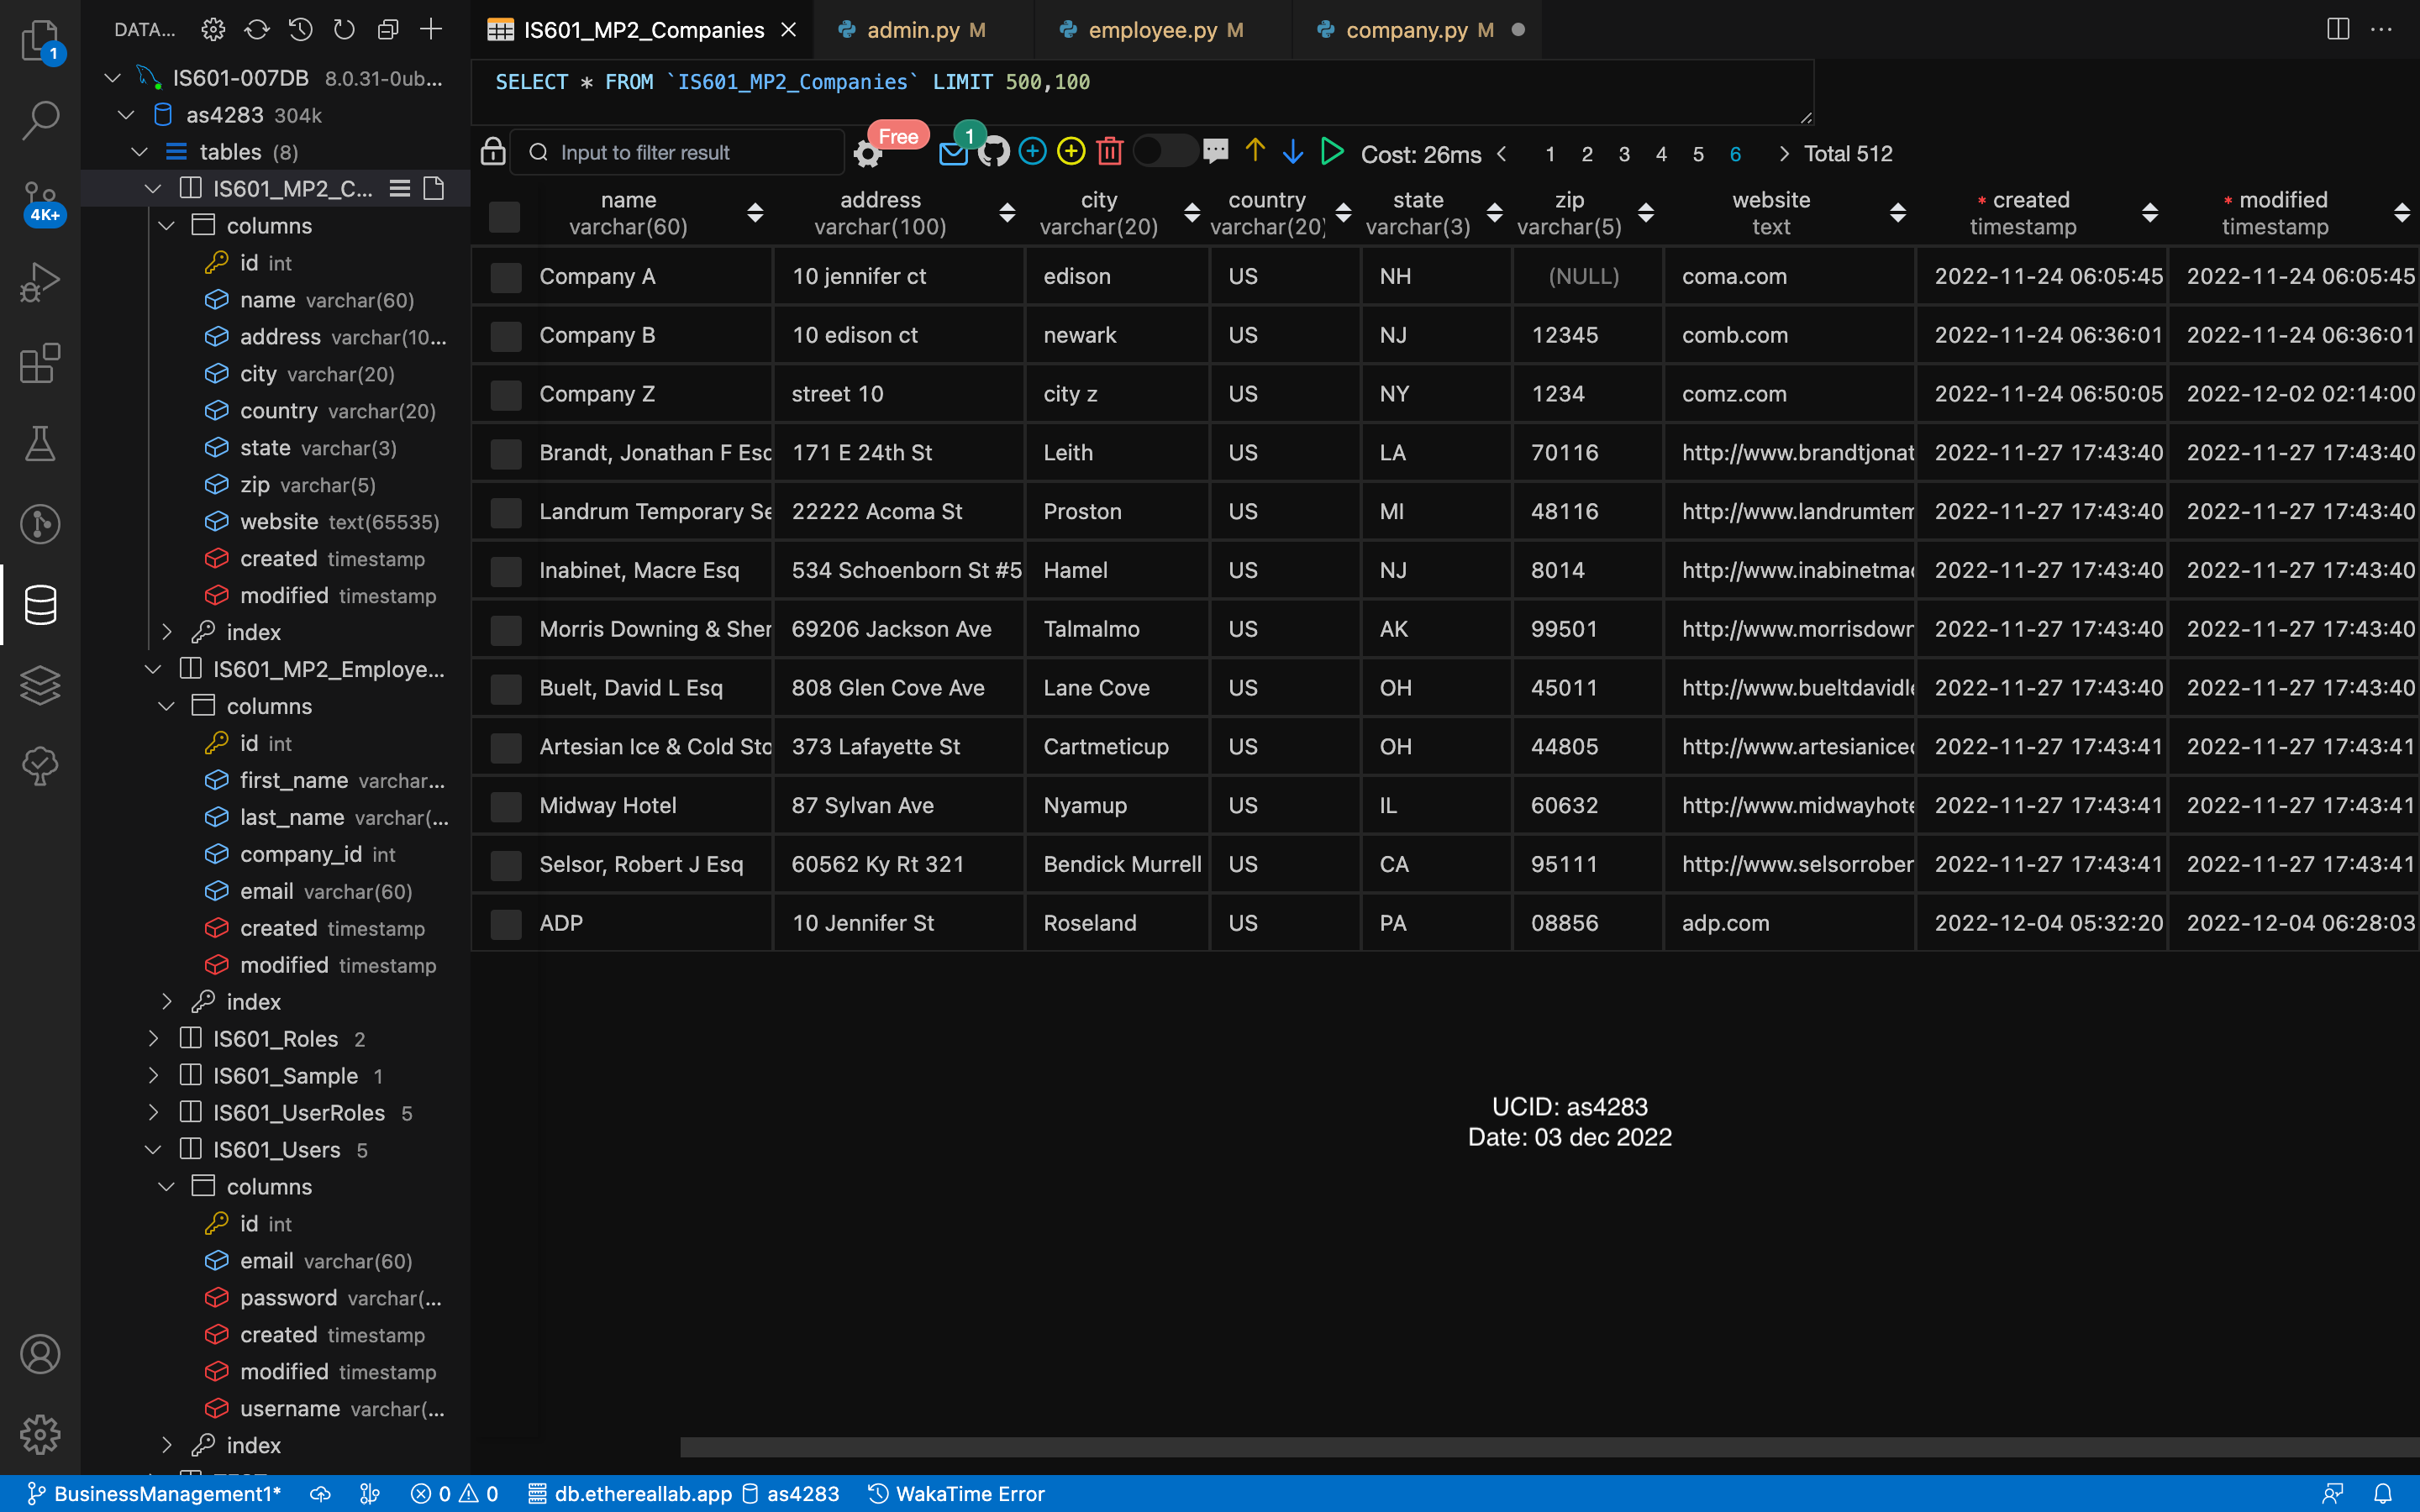 DATA...
IS601_MP2_Companies
admin.py M
employee.py M
company.py M
1
IS601-007DB 8.0.31-0ub...
as4283 304k
tables (8)
IS601_MP2_C...
columns
id int
name varchar(60)
address varchar(10...
city varchar(20)
country varchar(20)
state varchar(3)
zip varchar(5)
website text(65535)
created timestamp
modified timestamp
index
IS601_MP2_Employe...
columns
id int
first_name varchar...
last_name varchar(...
company_id int
email varchar(60)
created timestamp
modified timestamp
index
IS601_Roles 2
IS601_Sample 1
IS601_UserRoles 5
IS601_Users 5
columns
id int
email varchar(60)
password varchar(...
created timestamp
modified timestamp
username varchar(...
index
4K+
SELECT * FROM `IS601_MP2_Companies` LIMIT 500,100
Input to filter result
Free
1
Cost: 26ms 1 2 3 4 5 6 Total 512
name address city country state zip website * created * modified
varchar(60) varchar(100) varchar(20) varchar(20) varchar(3) varchar(5) text timestamp timestamp
Company A 10 jennifer ct edison US NH (NULL) coma.com 2022-11-24 06:05:45 2022-11-24 06:05:45
Company B 10 edison ct newark US NJ 12345 comb.com 2022-11-24 06:36:01 2022-11-24 06:36:01
Company Z street 10 city z US NY 1234 comz.com 2022-11-24 06:50:05 2022-12-02 02:14:00
Brandt, Jonathan F Esq 171 E 24th St Leith US LA 70116 http://www.brandtjonat 2022-11-27 17:43:40 2022-11-27 17:43:40
Landrum Temporary Se 22222 Acoma St Proston US MI 48116 http://www.landrumtem 2022-11-27 17:43:40 2022-11-27 17:43:40
Inabinet, Macre Esq 534 Schoenborn St #5 Hamel US NJ 8014 http://www.inabinetmac 2022-11-27 17:43:40 2022-11-27 17:43:40
Morris Downing & Sher 69206 Jackson Ave Talmalmo US AK 99501 http://www.morrisdown 2022-11-27 17:43:40 2022-11-27 17:43:40
Buelt, David L Esq 808 Glen Cove Ave Lane Cove US OH 45011 http://www.bueltdavidle 2022-11-27 17:43:40 2022-11-27 17:43:40
Artesian Ice & Cold Sto 373 Lafayette St Cartmeticup US OH 44805 http://www.artesianicec 2022-11-27 17:43:41 2022-11-27 17:43:41
Midway Hotel 87 Sylvan Ave Nyamup US IL 60632 http://www.midwayhote 2022-11-27 17:43:41 2022-11-27 17:43:41
Selsor, Robert J Esq 60562 Ky Rt 321 Bendick Murrell US CA 95111 http://www.selsorrober 2022-11-27 17:43:41 2022-11-27 17:43:41
ADP 10 Jennifer St Roseland US PA 08856 adp.com 2022-12-04 05:32:20 2022-12-04 06:28:03
UCID: as4283
Date: 03 dec 2022
BusinessManagement1* 0 0 db.ethereallab.app as4283 WakaTime Error